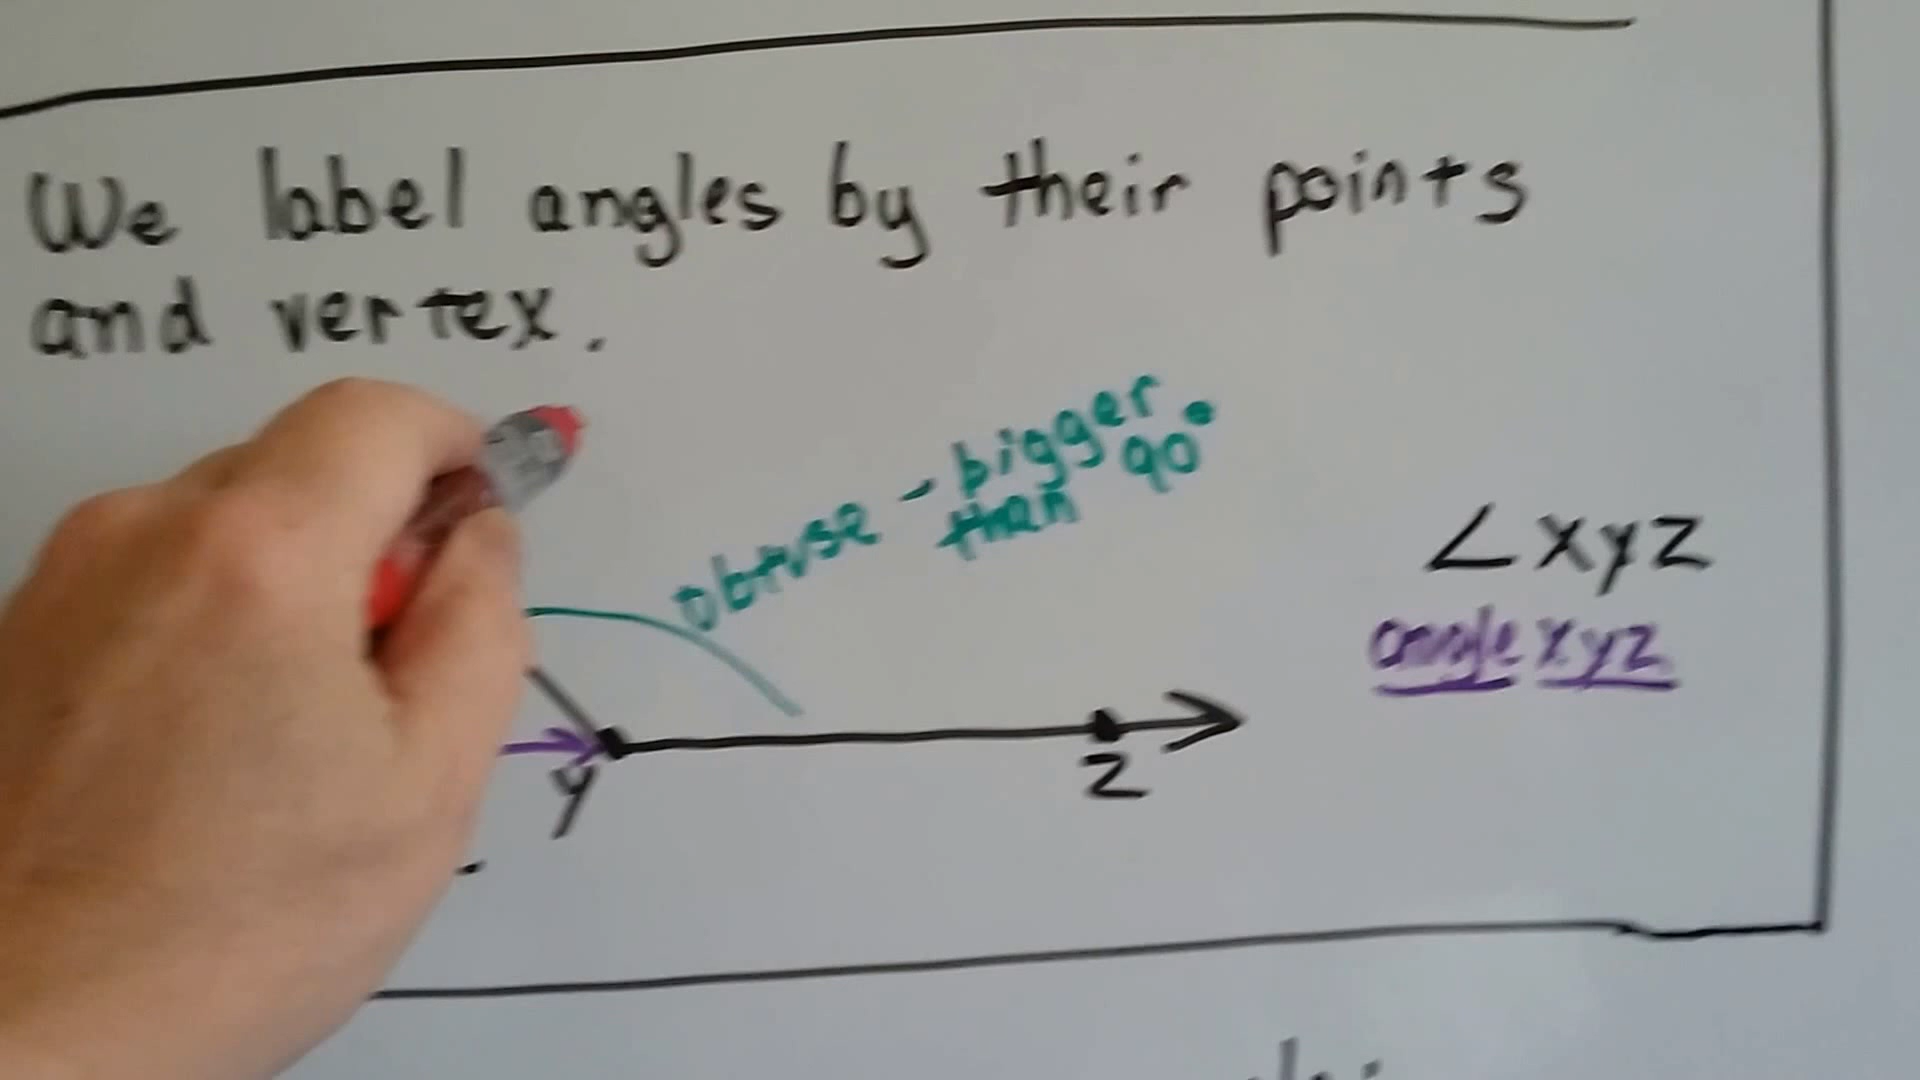 We label angles by their points
and vertex.
obtuse - bigger
than 90°
∠xyz
angle xyz
y
z